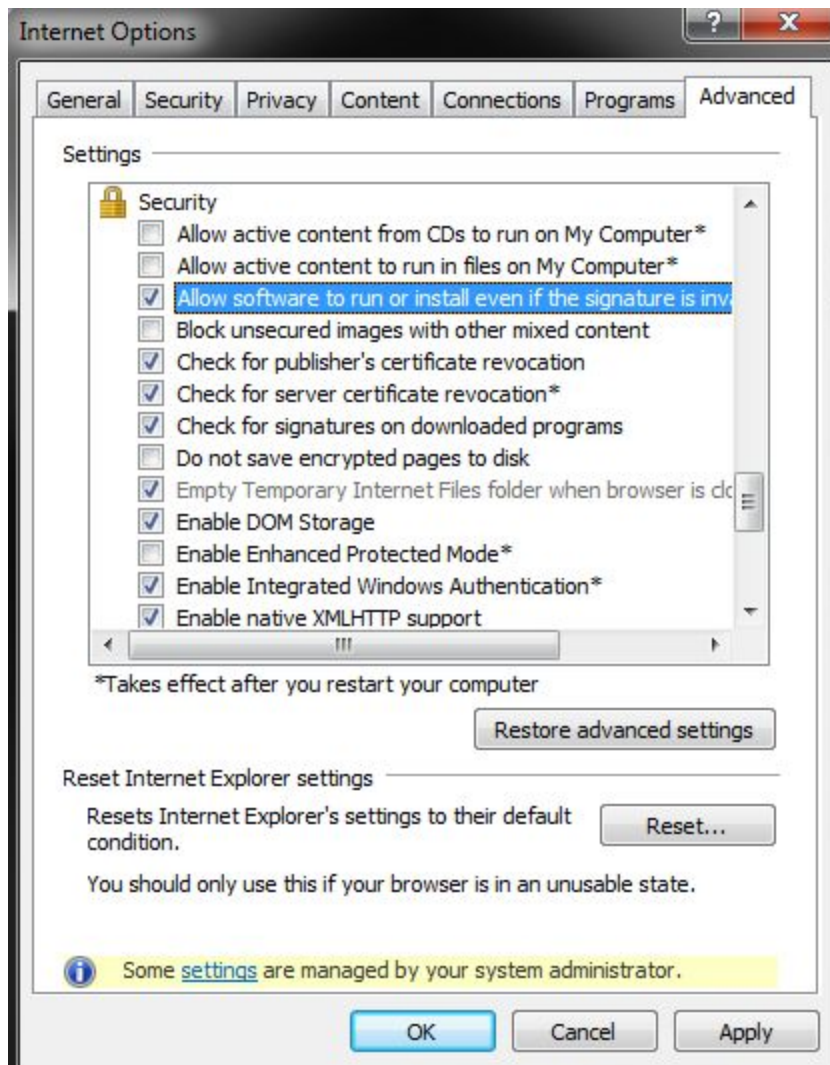 Internet Options
?
X
General Security Privacy Content Connections Programs Advanced
Settings
Security
Allow active content from CDs to run on My Computer*
Allow active content to run in files on My Computer*
Allow software to run or install even if the signature is
Block unsecured images with other mixed content
Check for publisher's certificate revocation
Check for server certificate revocation*
Check for signatures on downloaded programs
Do not save encrypted pages to disk
Empty Temporary Internet Files folder when browser is
Enable DOM Storage
Enable Enhanced Protected Mode*
Enable Integrated Windows Authentication*
Enable native XMLHTTP support
*Takes effect after you restart your computer
Restore advanced settings
Reset Internet Explorer settings
Resets Internet Explorer's settings to their default
condition.
Reset...
You should only use this if your browser is in an unusable state.
Some settings are managed by your system administrator.
OK Cancel Apply